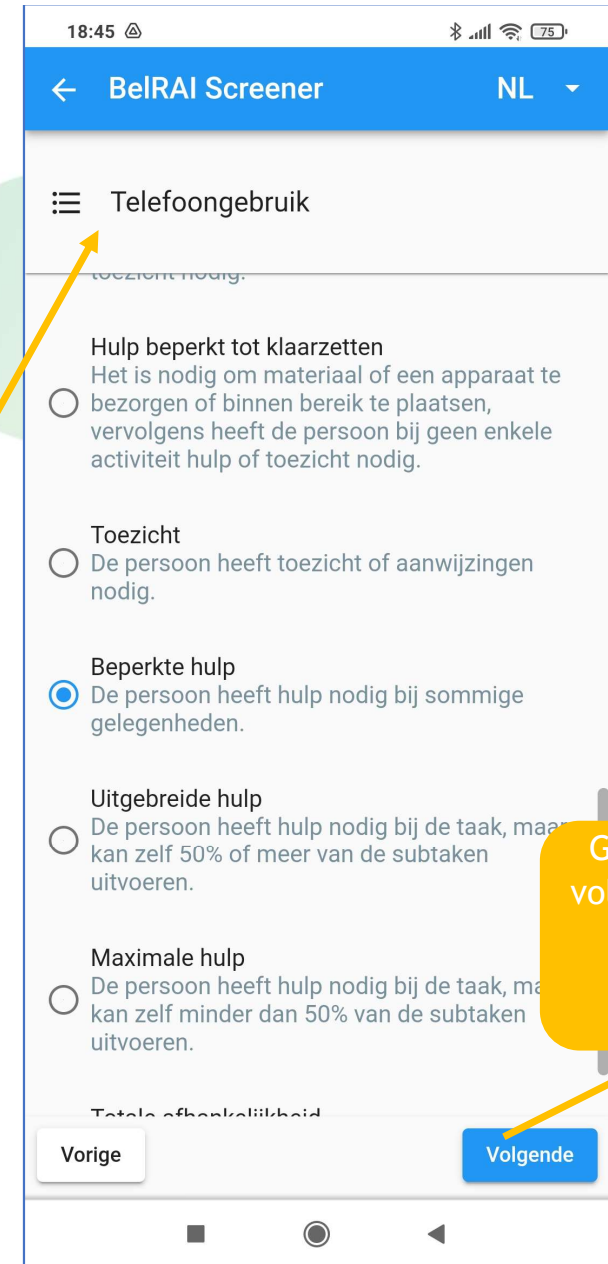 18:45
75
BelRAI Screener NL
Telefoongebruik
toezicht nodig.
Hulp beperkt tot klaarzetten
Het is nodig om materiaal of een apparaat te
bezorgen of binnen bereik te plaatsen,
vervolgens heeft de persoon bij geen enkele
activiteit hulp of toezicht nodig.
Toezicht
De persoon heeft toezicht of aanwijzingen
nodig.
Beperkte hulp
De persoon heeft hulp nodig bij sommige
gelegenheden.
Uitgebreide hulp
De persoon heeft hulp nodig bij de taak, maar
kan zelf 50% of meer van de subtaken
uitvoeren.
Maximale hulp
De persoon heeft hulp nodig bij de taak,
kan zelf minder dan 50% van de subtaken
uitvoeren.
Totale afhankelijkheid
Vorige
Volgende